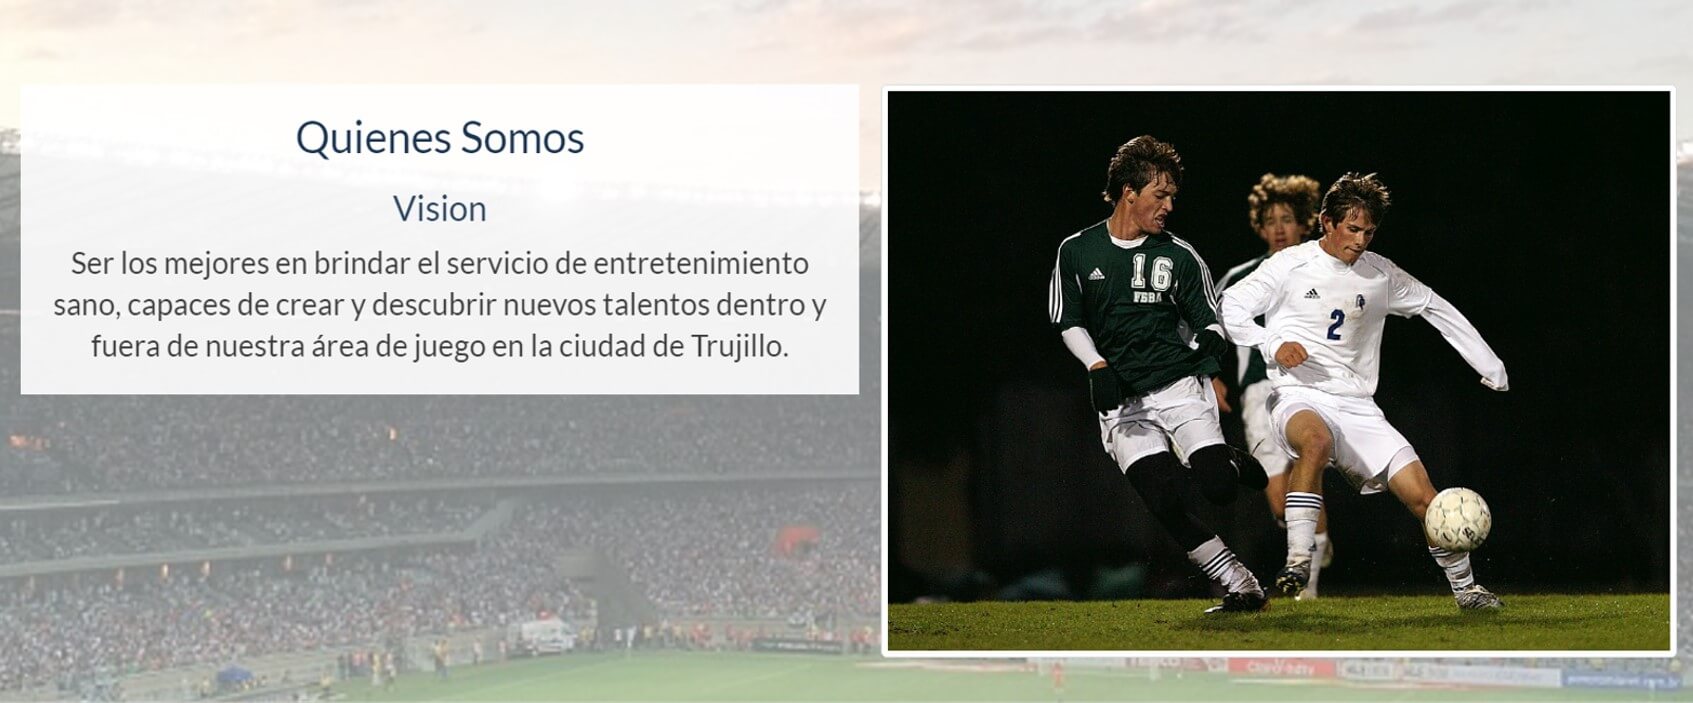 Quienes Somos
Vision
Ser los mejores en brindar el servicio de entretenimiento
sano, capaces de crear y descubrir nuevos talentos dentro y
fuera de nuestra área de juego en la ciudad de Trujillo.
16
2